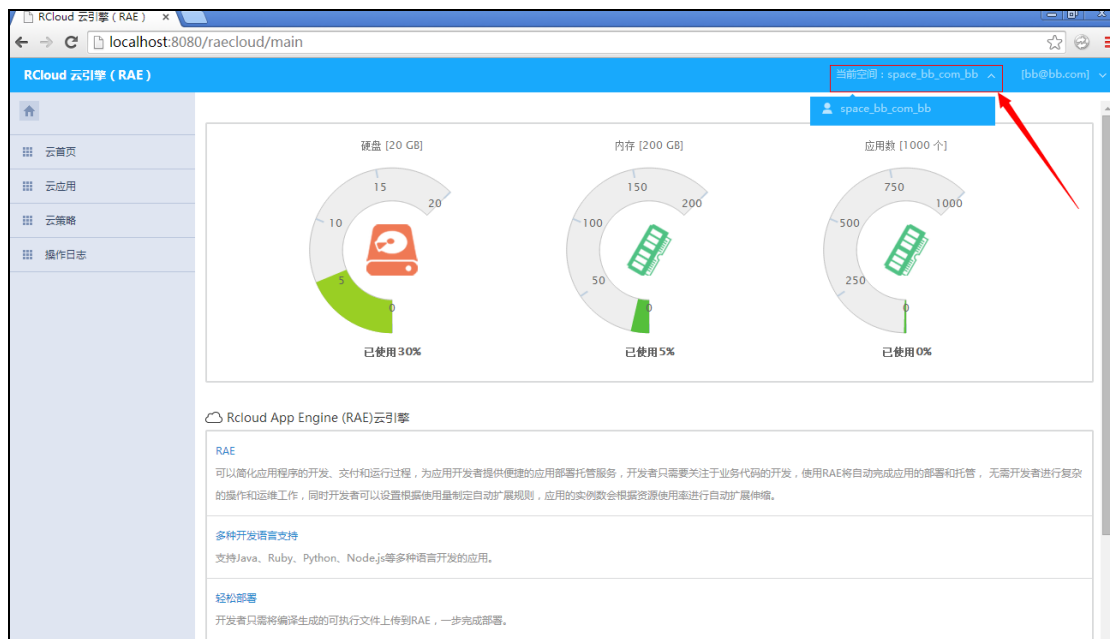 RCloud 云引擎（RAE） ×
localhost:8080/raecloud/main
RCloud 云引擎（RAE）
当前空间：space_bb_com_bb
[bb@bb.com]
space_bb_com_bb
云首页
云应用
云策略
操作日志
硬盘 [20 GB]
0
5
10
15
20
已使用30%
内存 [200 GB]
0
50
100
150
200
已使用5%
应用数 [1000 个]
0
250
500
750
1000
已使用0%
Rcloud App Engine (RAE)云引擎
RAE
可以简化应用程序的开发、交付和运行过程，为应用开发者提供便捷的应用部署托管服务，开发者只需要关注于业务代码的开发，使用RAE将自动完成应用的部署和托管， 无需开发者进行复杂
的操作和运维工作，同时开发者可以设置根据使用量制定自动扩展规则，应用的实例数会根据资源使用率进行自动扩展伸缩。
多种开发语言支持
支持Java、Ruby、Python、Node.js等多种语言开发的应用。
轻松部署
开发者只需将编译生成的可执行文件上传到RAE，一步完成部署。